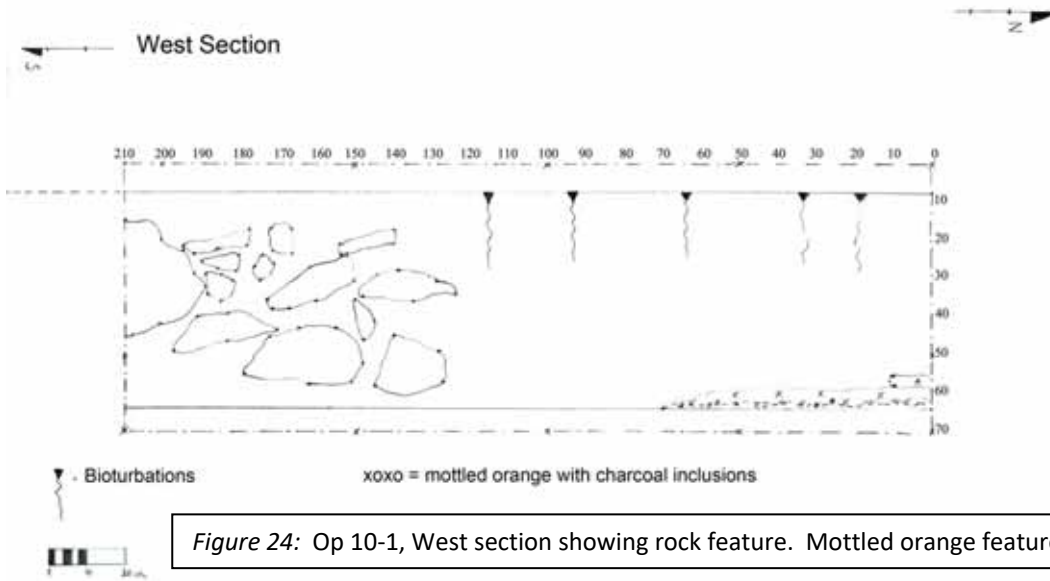 West Section
N
210 200 190 180 170 160 150 140 130 120 110 100 90 80 70 60 50 40 30 20 10 0
10
20
30
40
50
60
70
- Bioturbations
xoxo = mottled orange with charcoal inclusions
Figure 24: Op 10-1, West section showing rock feature. Mottled orange feature